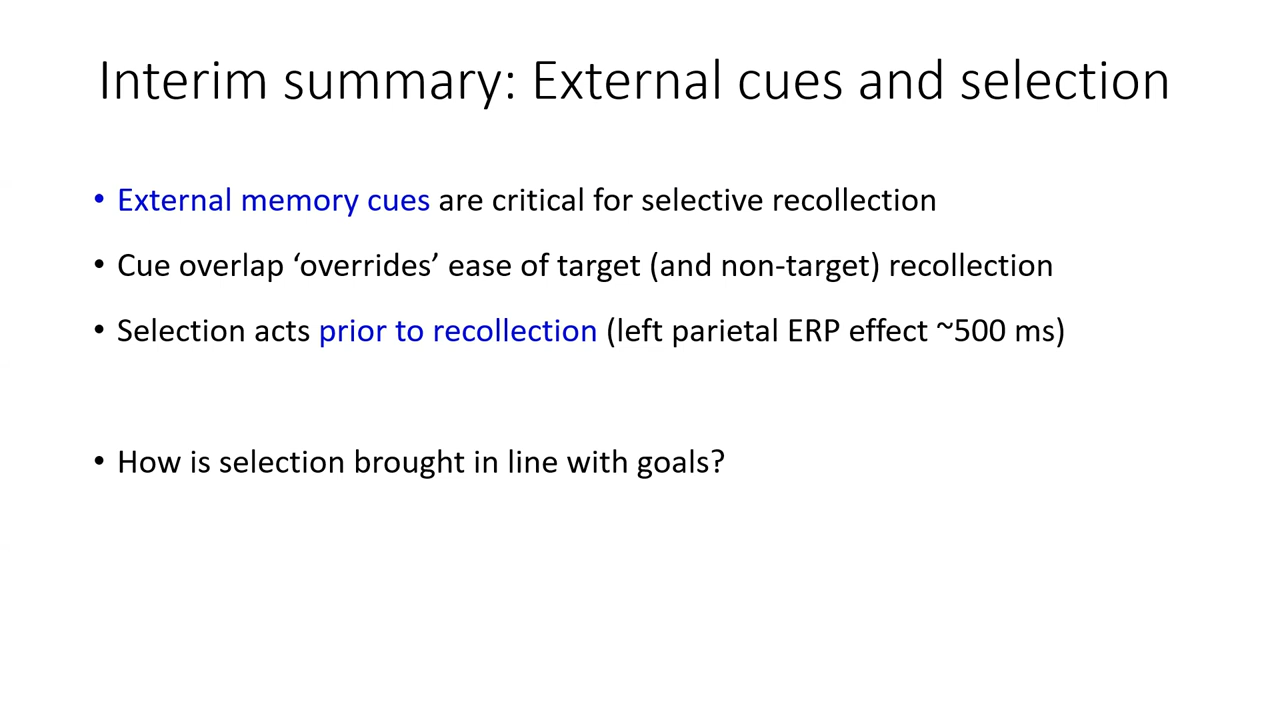 Interim summary: External cues and selection
• External memory cues are critical for selective recollection
• Cue overlap ‘overrides’ ease of target (and non-target) recollection
• Selection acts prior to recollection (left parietal ERP effect ~500 ms)
• How is selection brought in line with goals?